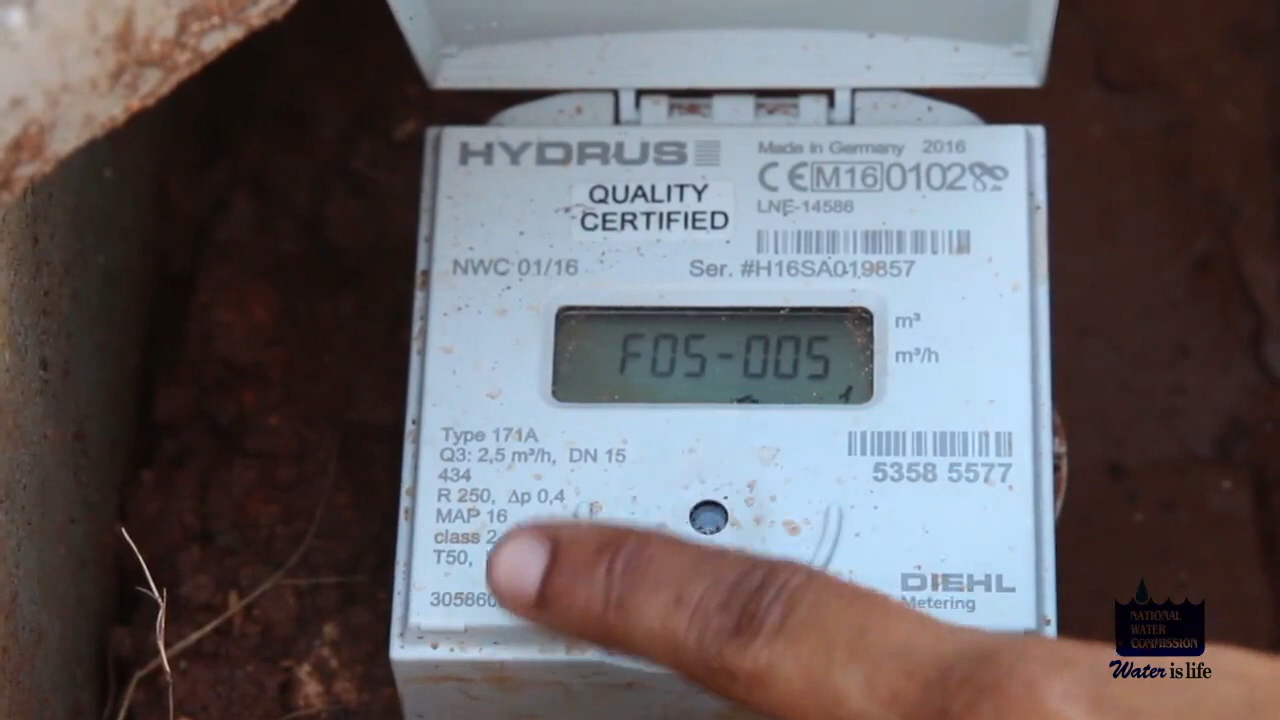 HYDRUS
Made in Germany 2016
CE M16 0102
QUALITY
CERTIFIED
LNE-14586
NWC 01/16
Ser. #H16SA019857
F05-005
m³
m³/h
Type 171A
Q3: 2,5 m³/h, DN 15
434
R 250, Δp 0,4
MAP 16
class 2
T50,
5358 5577
DIEHL
Metering
NATIONAL
WATER
COMMISSION
Water is life